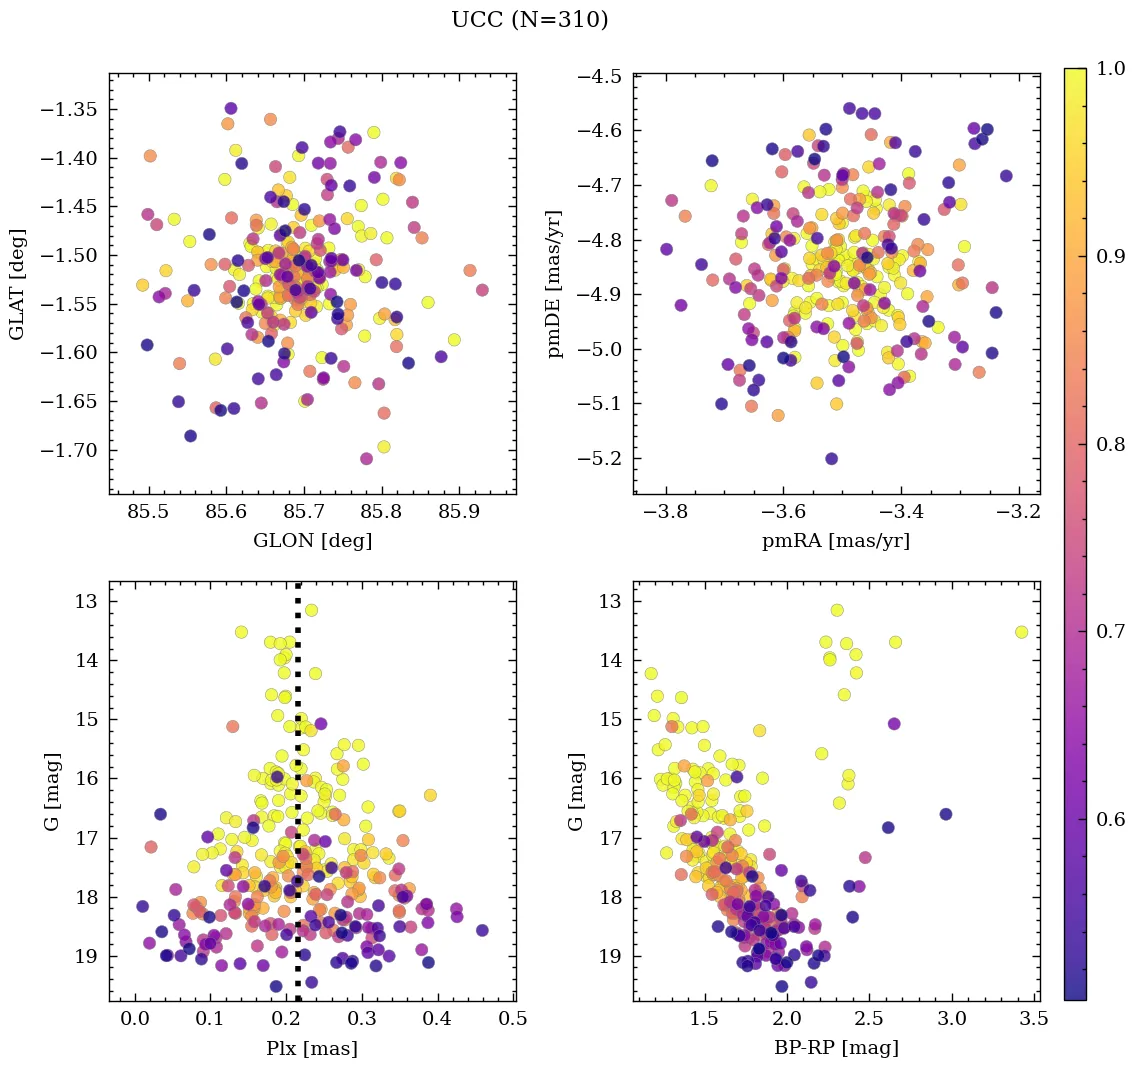 UCC (N=310)
−1.35
−1.40
−1.45
−1.50
−1.55
−1.60
−1.65
−1.70
GLAT [deg]
85.5 85.6 85.7 85.8 85.9
GLON [deg]
−4.5
−4.6
−4.7
−4.8
−4.9
−5.0
−5.1
−5.2
pmDE [mas/yr]
−3.8 −3.6 −3.4 −3.2
pmRA [mas/yr]
13
14
15
16
17
18
19
G [mag]
0.0 0.1 0.2 0.3 0.4 0.5
Plx [mas]
13
14
15
16
17
18
19
G [mag]
1.5 2.0 2.5 3.0 3.5
BP-RP [mag]
1.0
0.9
0.8
0.7
0.6